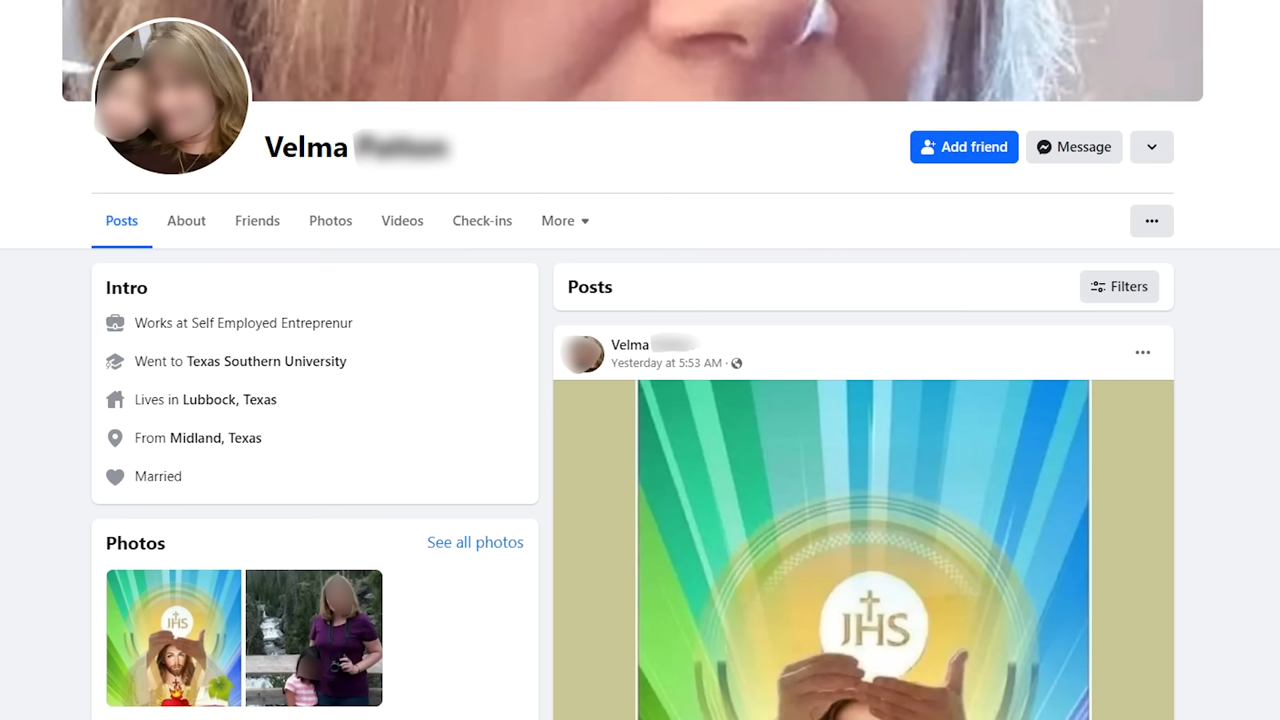 Velma
Add friend
Message
Posts
About
Friends
Photos
Videos
Check-ins
More
Intro
Works at Self Employed Entreprenur
Went to Texas Southern University
Lives in Lubbock, Texas
From Midland, Texas
Married
Photos
See all photos
JHS
Posts
Filters
Velma
Yesterday at 5:53 AM ·
JHS